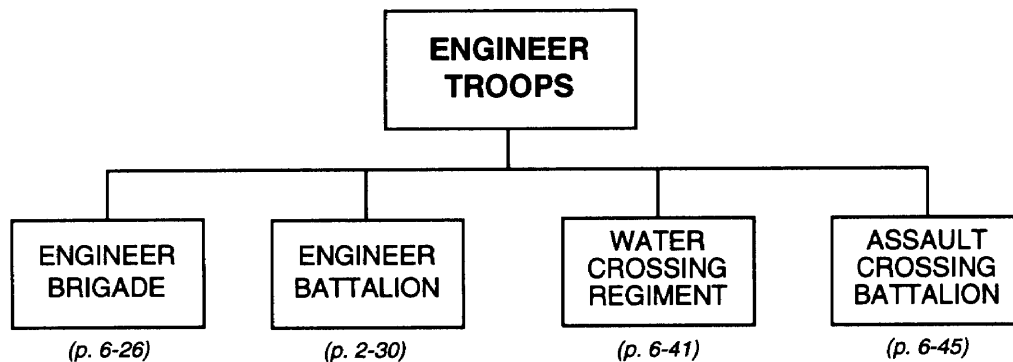 ENGINEER
TROOPS
ENGINEER
BRIGADE
(p. 6-26)
ENGINEER
BATTALION
(p. 2-30)
WATER
CROSSING
REGIMENT
(p. 6-41)
ASSAULT
CROSSING
BATTALION
(p. 6-45)